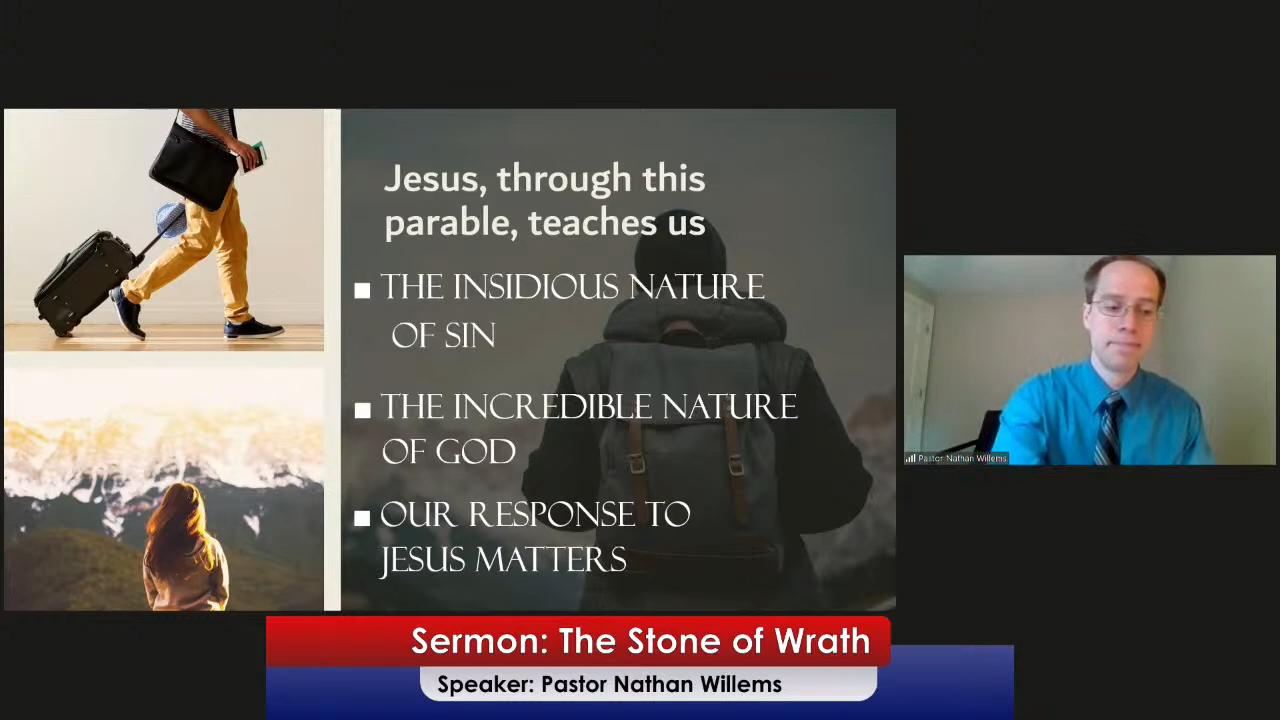 Jesus, through this
parable, teaches us
■ THE INSIDIOUS NATURE
OF SIN
■ THE INCREDIBLE NATURE
OF GOD
■ OUR RESPONSE TO
JESUS MATTERS
Pastor Nathan Willems
Sermon: The Stone of Wrath
Speaker: Pastor Nathan Willems